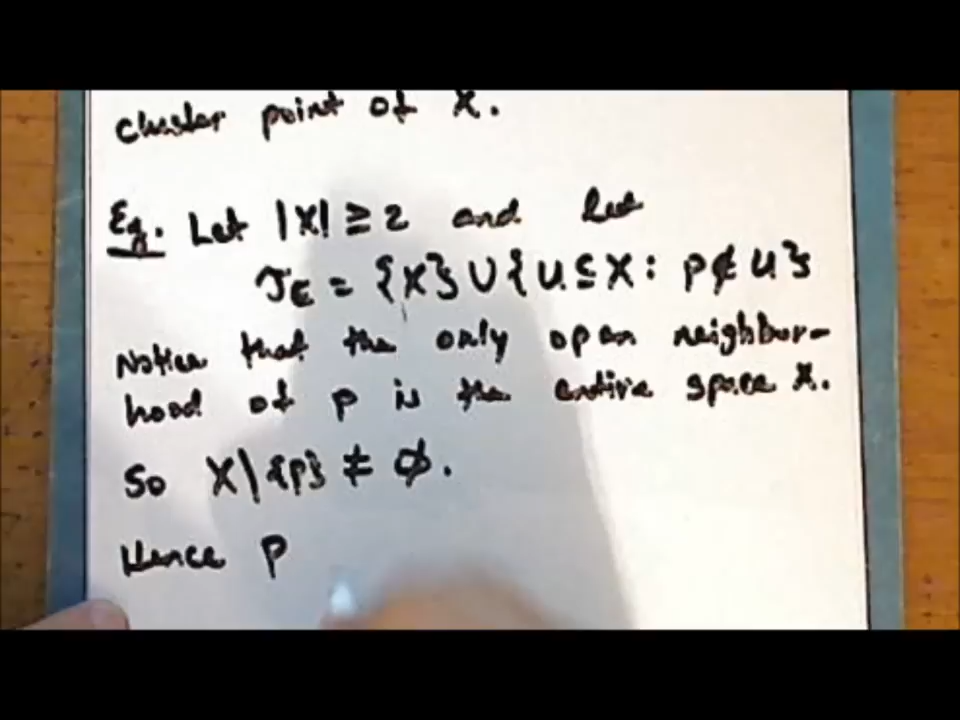 cluster point of X.
Eg. Let |X| ≥ 2 and let
𝒯ᴇ = {X} ∪ {U ⊆ X : p ∉ U}
Notice that the only open neighbor-
hood of p is the entire space X.
So X\{p} ≠ ∅.
Hence p